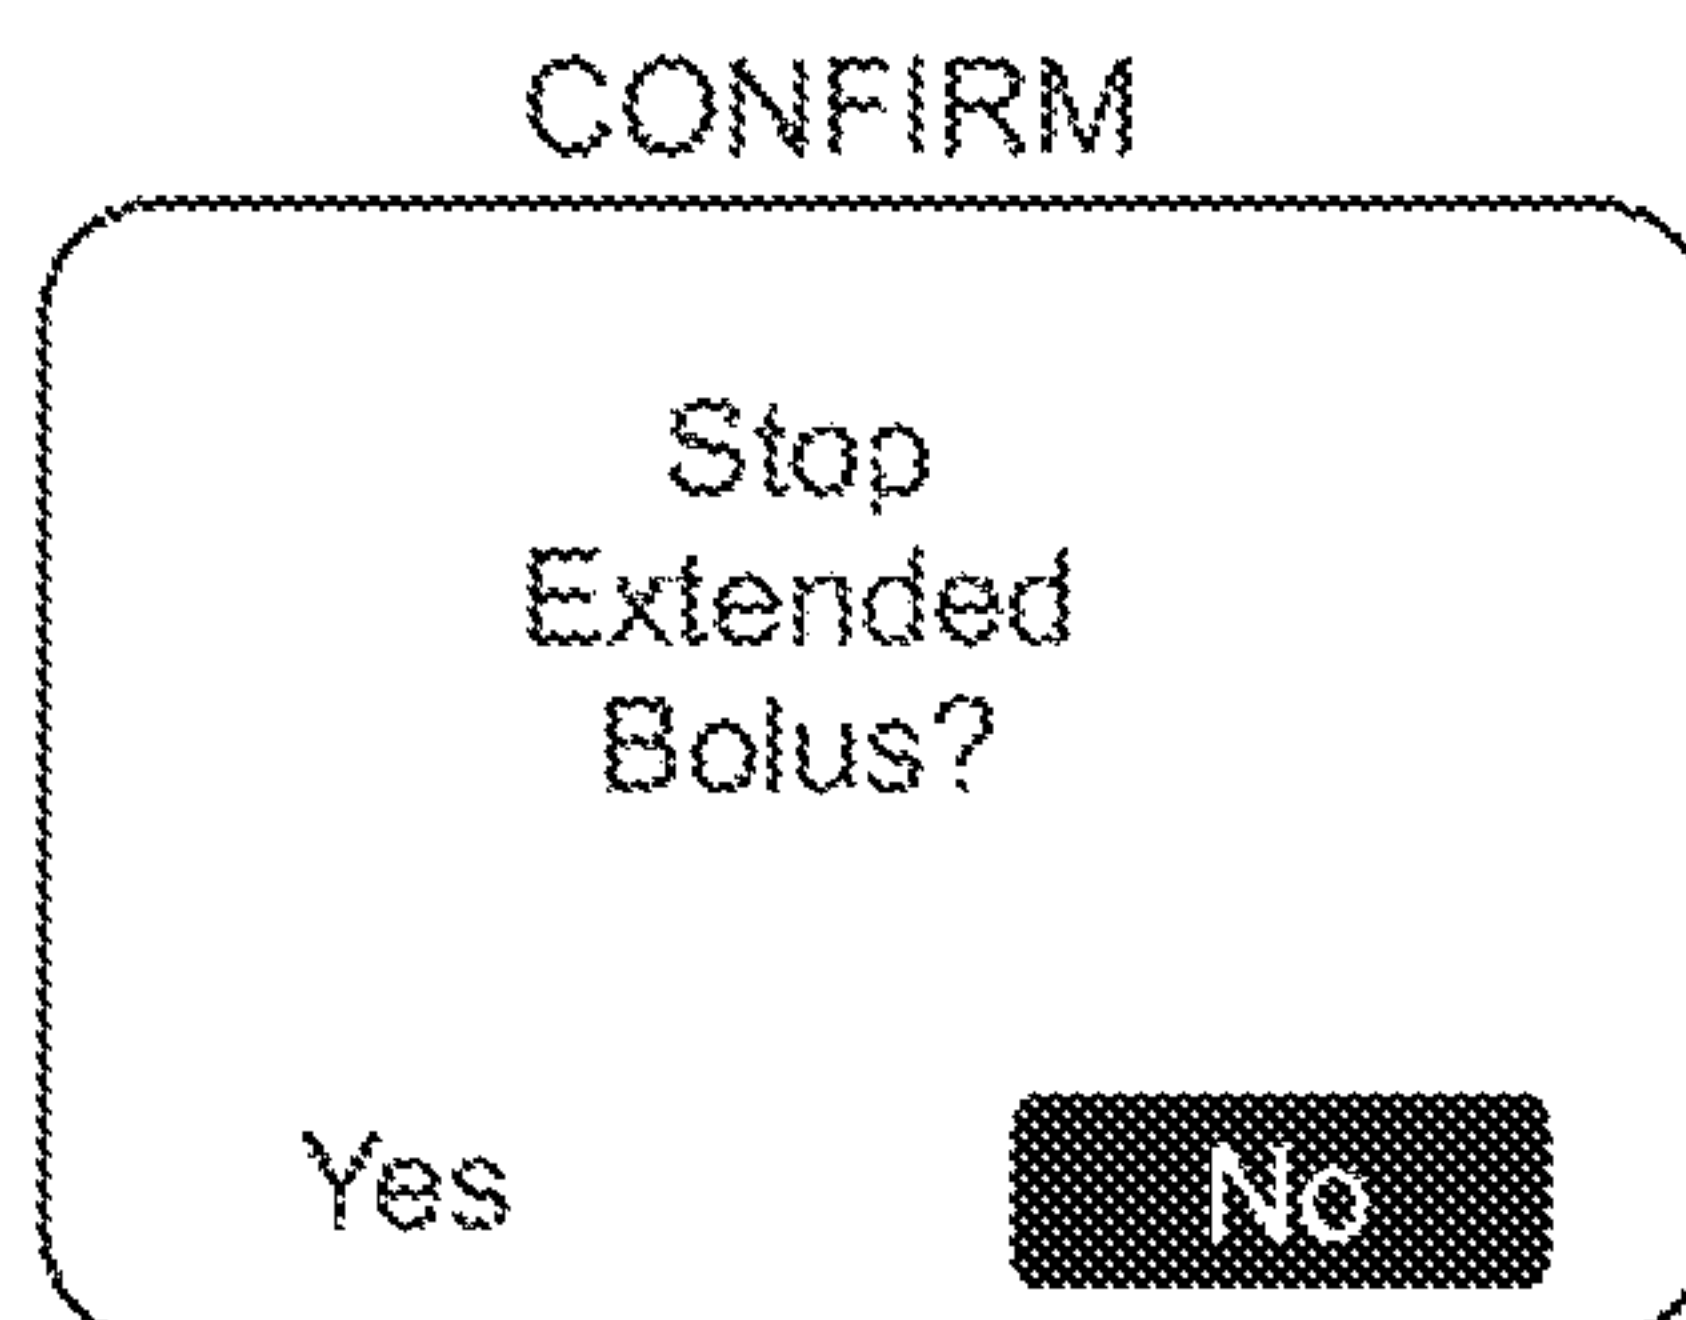 CONFIRM
Stop
Extended
Bolus?
Yes No